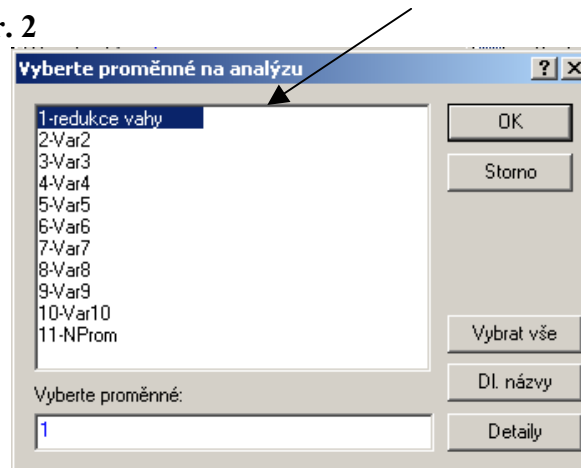 r. 2
Vyberte proměnné na analýzu
1-redukce vahy
2-Var2
3-Var3
4-Var4
5-Var5
6-Var6
7-Var7
8-Var8
9-Var9
10-Var10
11-NProm
OK
Storno
Vybrat vše
Dl. názvy
Detaily
Vyberte proměnné:
1